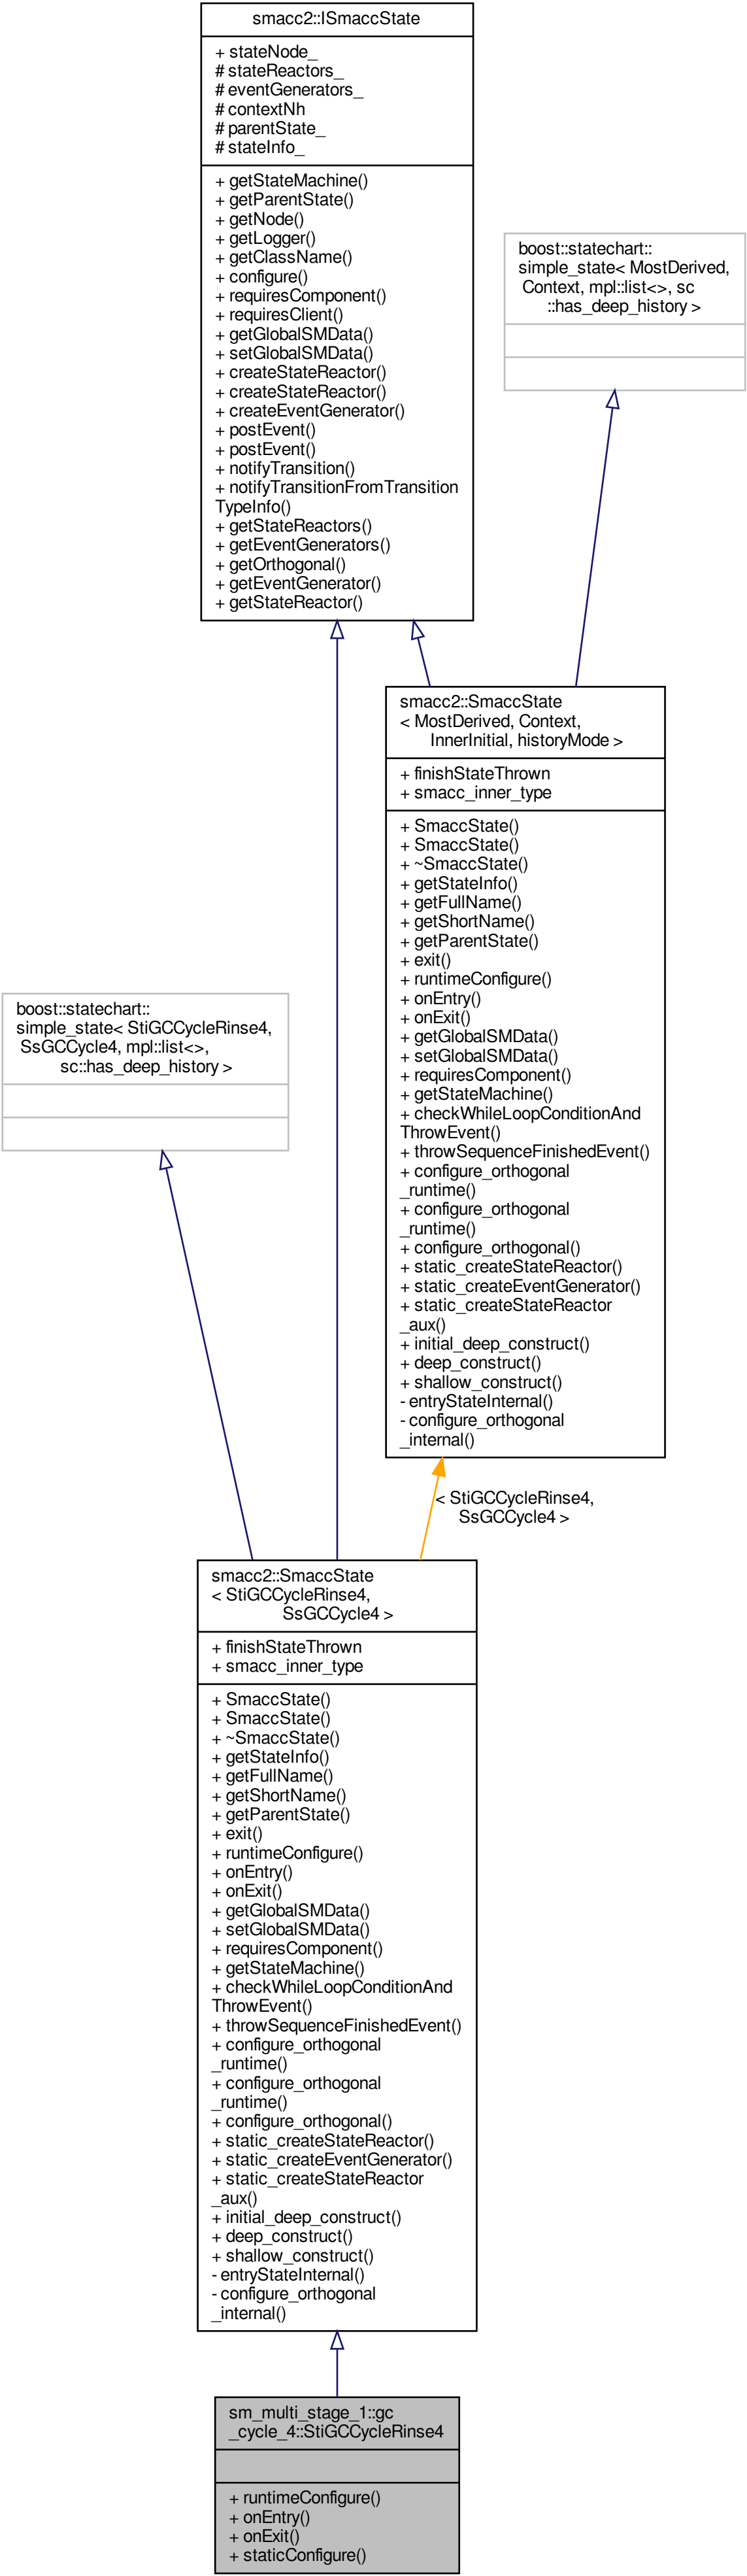 smacc2::ISmaccState
+ stateNode_
# stateReactors_
# eventGenerators_
# contextNh
# parentState_
# stateInfo_
+ getStateMachine()
+ getParentState()
+ getNode()
+ getLogger()
+ getClassName()
+ configure()
+ requiresComponent()
+ requiresClient()
+ getGlobalSMData()
+ setGlobalSMData()
+ createStateReactor()
+ createStateReactor()
+ createEventGenerator()
+ postEvent()
+ postEvent()
+ notifyTransition()
+ notifyTransitionFromTransition
TypeInfo()
+ getStateReactors()
+ getEventGenerators()
+ getOrthogonal()
+ getEventGenerator()
+ getStateReactor()
boost::statechart::
simple_state< MostDerived,
Context, mpl::list<>, sc
::has_deep_history >
smacc2::SmaccState
< MostDerived, Context,
InnerInitial, historyMode >
+ finishStateThrown
+ smacc_inner_type
+ SmaccState()
+ SmaccState()
+ ~SmaccState()
+ getStateInfo()
+ getFullName()
+ getShortName()
+ getParentState()
+ exit()
+ runtimeConfigure()
+ onEntry()
+ onExit()
+ getGlobalSMData()
+ setGlobalSMData()
+ requiresComponent()
+ getStateMachine()
+ checkWhileLoopConditionAnd
ThrowEvent()
+ throwSequenceFinishedEvent()
+ configure_orthogonal
_runtime()
+ configure_orthogonal
_runtime()
+ configure_orthogonal()
+ static_createStateReactor()
+ static_createEventGenerator()
+ static_createStateReactor
_aux()
+ initial_deep_construct()
+ deep_construct()
+ shallow_construct()
- entryStateInternal()
- configure_orthogonal
_internal()
boost::statechart::
simple_state< StiGCCycleRinse4,
SsGCCycle4, mpl::list<>,
sc::has_deep_history >
< StiGCCycleRinse4,
SsGCCycle4 >
smacc2::SmaccState
< StiGCCycleRinse4,
SsGCCycle4 >
+ finishStateThrown
+ smacc_inner_type
+ SmaccState()
+ SmaccState()
+ ~SmaccState()
+ getStateInfo()
+ getFullName()
+ getShortName()
+ getParentState()
+ exit()
+ runtimeConfigure()
+ onEntry()
+ onExit()
+ getGlobalSMData()
+ setGlobalSMData()
+ requiresComponent()
+ getStateMachine()
+ checkWhileLoopConditionAnd
ThrowEvent()
+ throwSequenceFinishedEvent()
+ configure_orthogonal
_runtime()
+ configure_orthogonal
_runtime()
+ configure_orthogonal()
+ static_createStateReactor()
+ static_createEventGenerator()
+ static_createStateReactor
_aux()
+ initial_deep_construct()
+ deep_construct()
+ shallow_construct()
- entryStateInternal()
- configure_orthogonal
_internal()
sm_multi_stage_1::gc
_cycle_4::StiGCCycleRinse4
+ runtimeConfigure()
+ onEntry()
+ onExit()
+ staticConfigure()